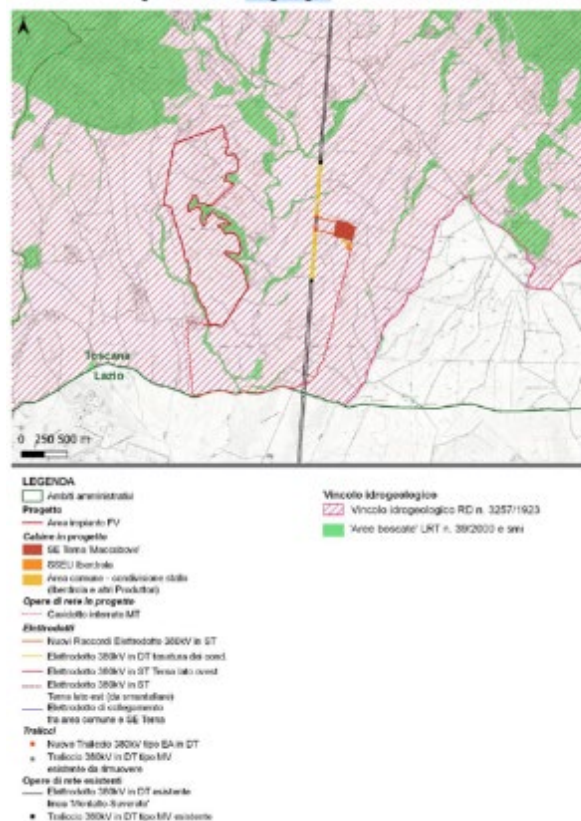 Toscana
Lazio
0 250 500 m
LEGENDA
Ambiti amministrativi
Progetto
Area Impianto FV
Cabine in progetto
SE Terna 'Maccabove'
SSEU Iberdrola
Area comune - condivisione stallo
(Iberdrola e altri Produttori)
Opere di rete in progetto
Cavidotto interrato MT
Elettrodotti
Nuovi Raccordi Elettrodotto 380kV in ST
Elettrodotto 380kV in DT tesatura dei cond.
Elettrodotto 380kV in ST Terna lato ovest
Elettrodotto 380kV in ST
Terna lato est (da smantellare)
Elettrodotto di collegamento
fra area comune e SE Terna
Tralicci
Nuovo Traliccio 380kV tipo EA in DT
Traliccio 380kV in DT tipo MV
esistente da rimuovere
Opere di rete esistenti
Elettrodotto 380kV in DT esistente
linea 'Montalto-Suvereto'
Traliccio 380kV in DT tipo MV esistente
Vincolo idrogeologico
Vincolo idrogeologico RD n. 3257/1923
'Aree boscate' LRT n. 39/2000 e smi